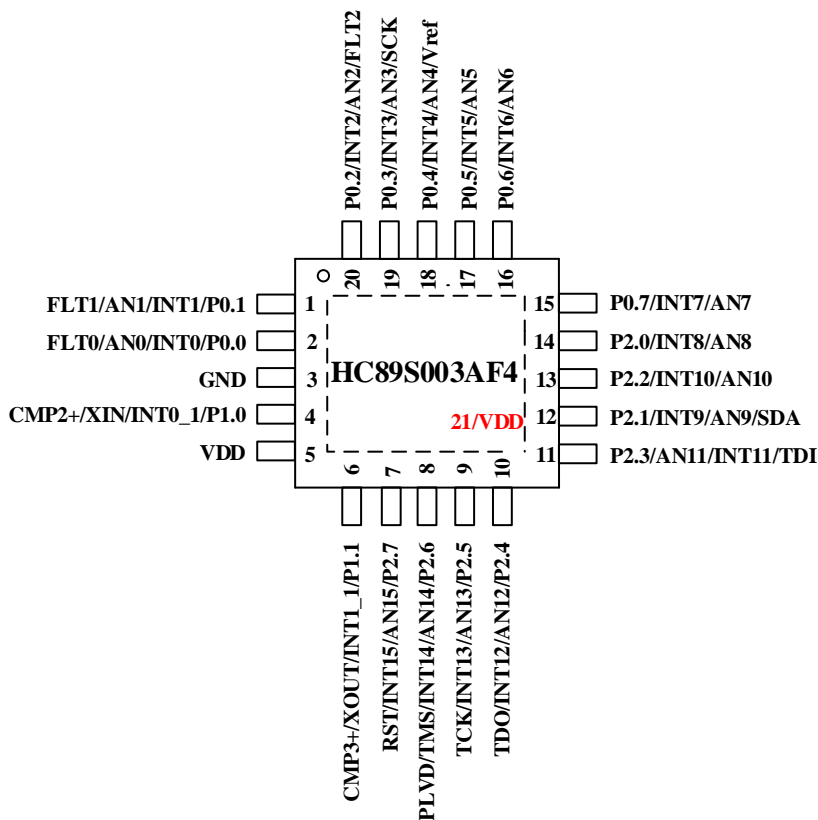 P0.2/INT2/AN2/FLT2
P0.3/INT3/AN3/SCK
P0.4/INT4/AN4/Vref
P0.5/INT5/AN5
P0.6/INT6/AN6
20
19
18
17
16
FLT1/AN1/INT1/P0.1
1
15
P0.7/INT7/AN7
FLT0/AN0/INT0/P0.0
2
14
P2.0/INT8/AN8
GND
3
HC89S003AF4
13
P2.2/INT10/AN10
CMP2+/XIN/INT0_1/P1.0
4
21/VDD
12
P2.1/INT9/AN9/SDA
VDD
5
11
P2.3/AN11/INT11/TDI
6
7
8
9
10
CMP3+/XOUT/INT1_1/P1.1
RST/INT15/AN15/P2.7
PLVD/TMS/INT14/AN14/P2.6
TCK/INT13/AN13/P2.5
TDO/INT12/AN12/P2.4